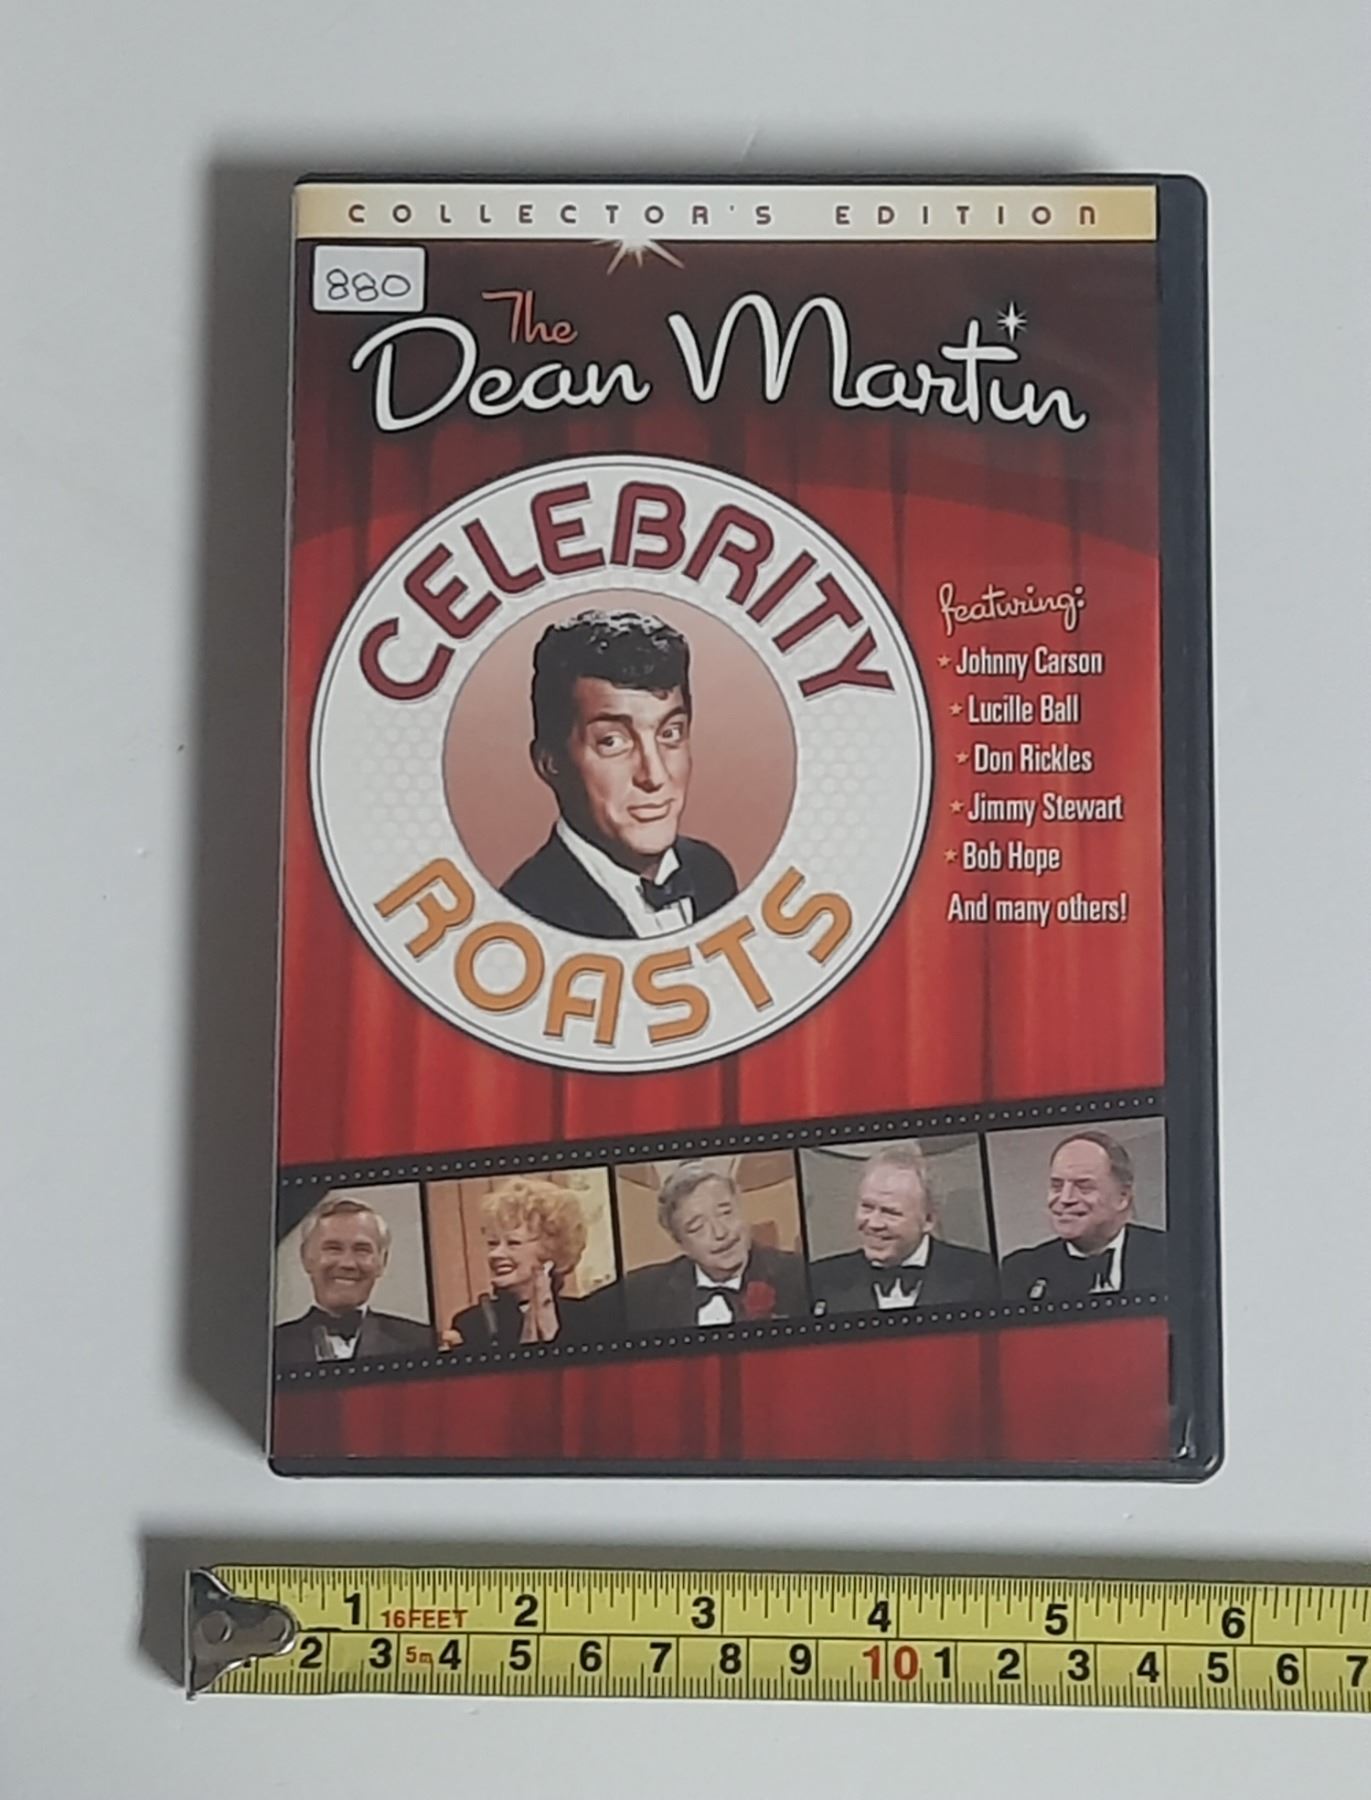 COLLECTOR'S EDITION
880
The
Dean Martin
CELEBRITY
ROASTS
featuring:
Johnny Carson
Lucille Ball
Don Rickles
Jimmy Stewart
Bob Hope
And many others!
1 16FEET 2 3 4 5 6
2 3 5m 4 5 6 7 8 9 10 1 2 3 4 5 6 7